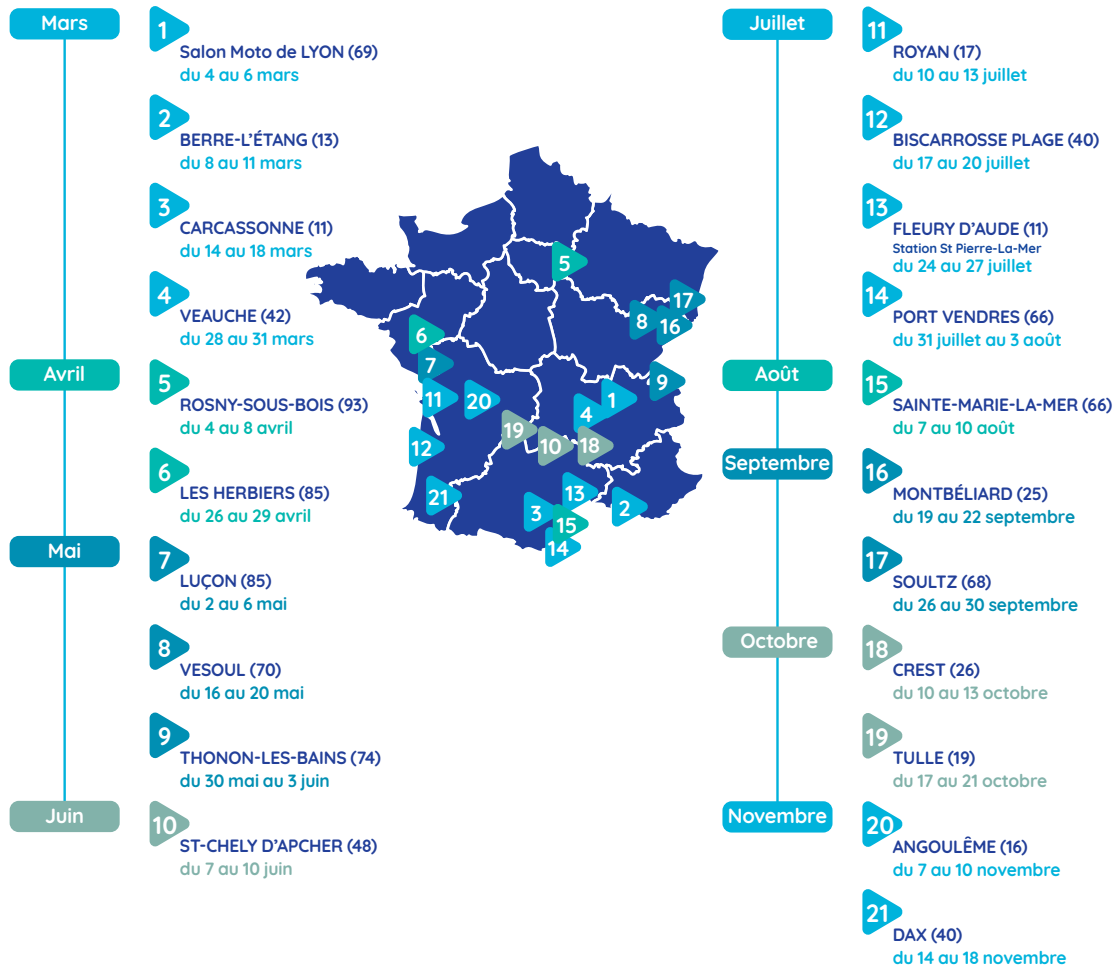 Mars
1
Salon Moto de LYON (69)
du 4 au 6 mars
2
BERRE-L'ÉTANG (13)
du 8 au 11 mars
3
CARCASSONNE (11)
du 14 au 18 mars
4
VEAUCHE (42)
du 28 au 31 mars
Avril
5
ROSNY-SOUS-BOIS (93)
du 4 au 8 avril
6
LES HERBIERS (85)
du 26 au 29 avril
Mai
7
LUÇON (85)
du 2 au 6 mai
8
VESOUL (70)
du 16 au 20 mai
9
THONON-LES-BAINS (74)
du 30 mai au 3 juin
Juin
10
ST-CHELY D'APCHER (48)
du 7 au 10 juin
5
17
8
16
6
7
9
11
20
1
4
19
10
18
12
21
13
3
2
15
14
Juillet
11
ROYAN (17)
du 10 au 13 juillet
12
BISCARROSSE PLAGE (40)
du 17 au 20 juillet
13
FLEURY D'AUDE (11)
Station St Pierre-La-Mer
du 24 au 27 juillet
14
PORT VENDRES (66)
du 31 juillet au 3 août
Août
15
SAINTE-MARIE-LA-MER (66)
du 7 au 10 août
Septembre
16
MONTBÉLIARD (25)
du 19 au 22 septembre
17
SOULTZ (68)
du 26 au 30 septembre
Octobre
18
CREST (26)
du 10 au 13 octobre
19
TULLE (19)
du 17 au 21 octobre
Novembre
20
ANGOULÊME (16)
du 7 au 10 novembre
21
DAX (40)
du 14 au 18 novembre